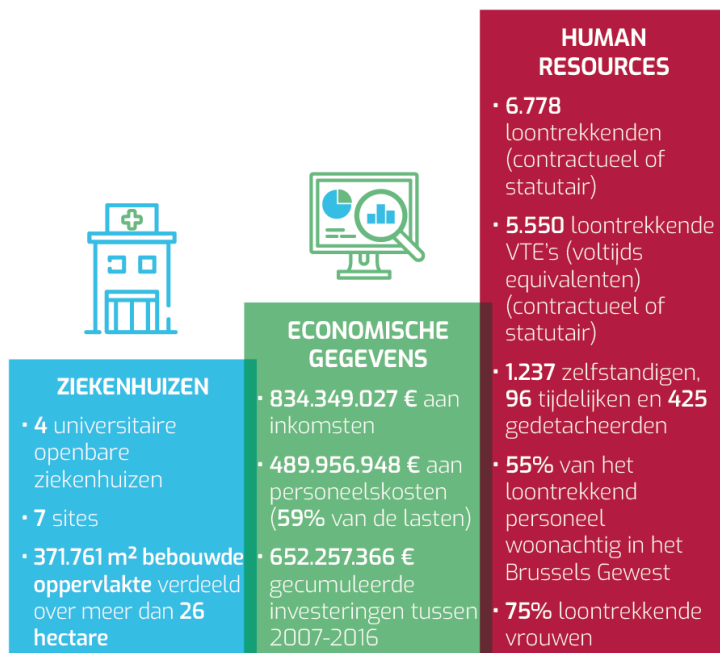 ZIEKENHUIZEN
• 4 universitaire
openbare
ziekenhuizen
• 7 sites
• 371.761 m² bebouwde
oppervlakte verdeeld
over meer dan 26
hectare
ECONOMISCHE
GEGEVENS
• 834.349.027 € aan
inkomsten
• 489.956.948 € aan
personeelskosten
(59% van de lasten)
• 652.257.366 €
gecumuleerde
investeringen tussen
2007-2016
HUMAN
RESOURCES
• 6.778
loontrekkenden
(contractueel of
statutair)
• 5.550 loontrekkende
VTE's (voltijds
equivalenten)
(contractueel of
statutair)
• 1.237 zelfstandigen,
96 tijdelijken en 425
gedetacheerden
• 55% van het
loontrekkend
personeel
woonachtig in het
Brussels Gewest
• 75% loontrekkende
vrouwen